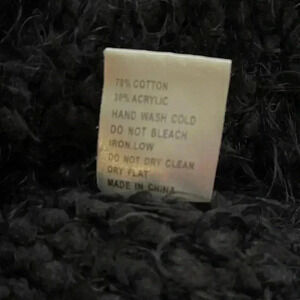 70% COTTON
30% ACRYLIC
HAND WASH COLD
DO NOT BLEACH
IRON LOW
DO NOT DRY CLEAN
DRY FLAT
MADE IN CHINA